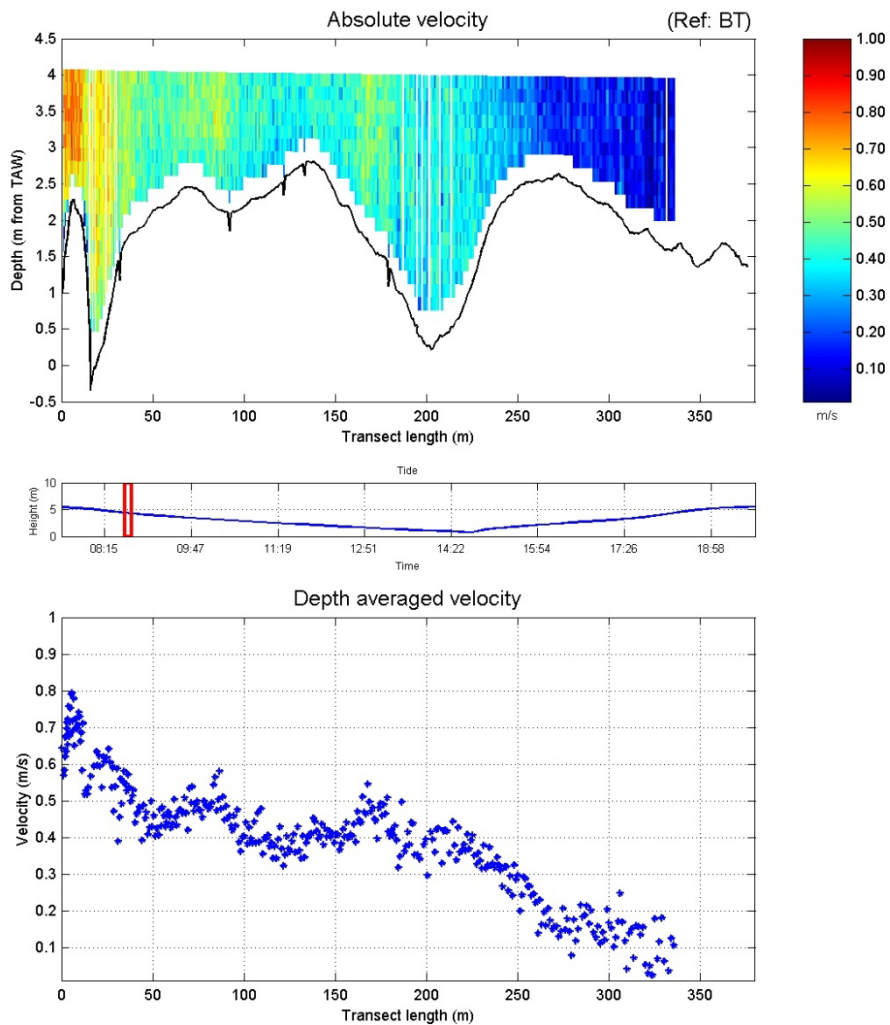 Absolute velocity (Ref: BT)
4.5
4
3.5
3
2.5
2
1.5
1
0.5
0
-0.5
Depth (m from TAW)
0 50 100 150 200 250 300 350
Transect length (m)
1.00
0.90
0.80
0.70
0.60
0.50
0.40
0.30
0.20
0.10
m/s
Tide
10
5
0
Height (m)
08:15 09:47 11:19 12:51 14:22 15:54 17:26 18:58
Time
Depth averaged velocity
1
0.9
0.8
0.7
0.6
0.5
0.4
0.3
0.2
0.1
Velocity (m/s)
0 50 100 150 200 250 300 350
Transect length (m)